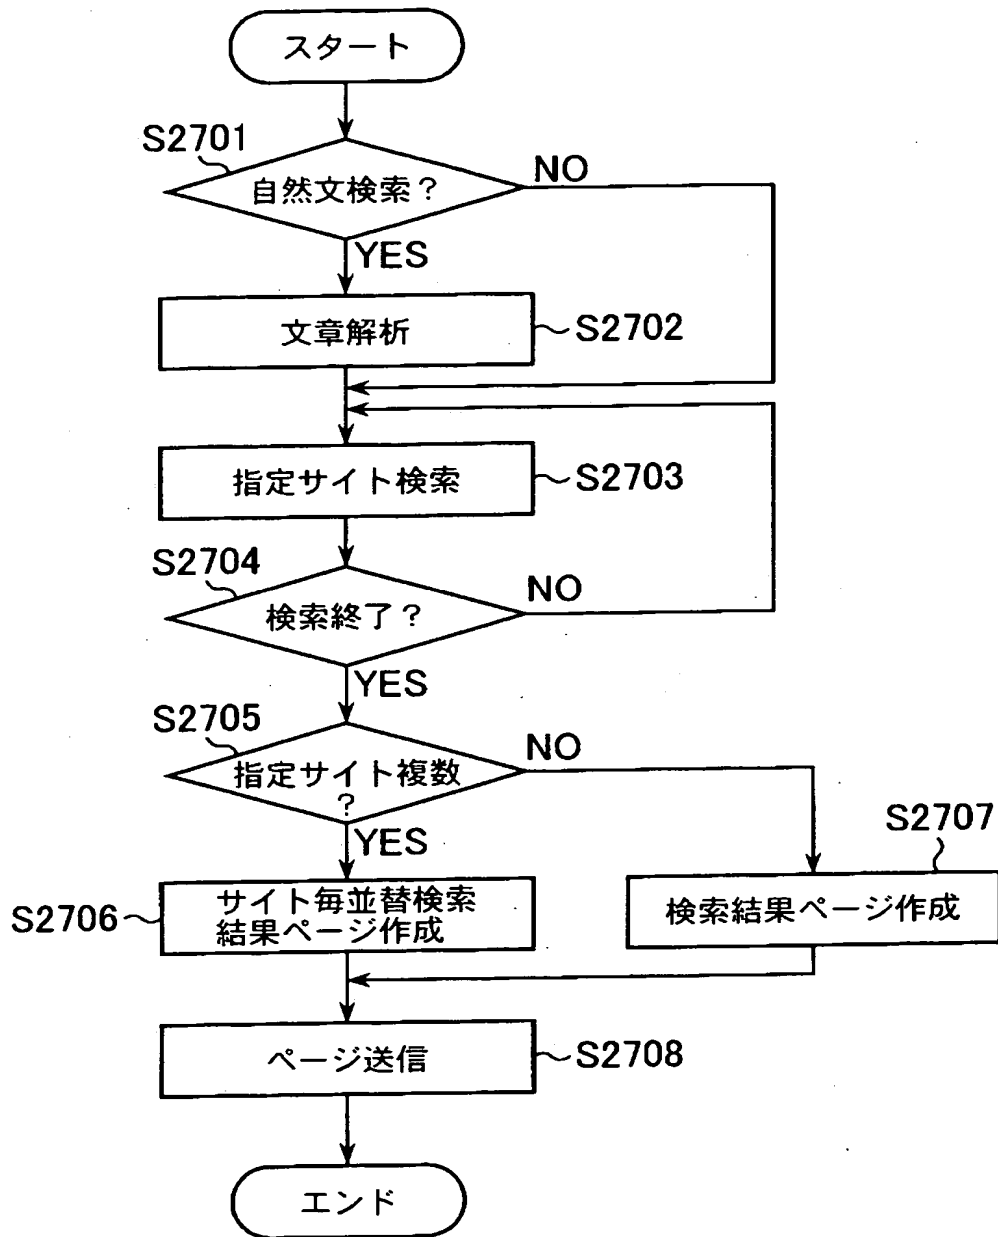 スタート
S2701
自然文検索？
NO
YES
文章解析
S2702
指定サイト検索
S2703
S2704
検索終了？
NO
YES
S2705
指定サイト複数
？
NO
YES
S2707
S2706
サイト毎並替検索
結果ページ作成
検索結果ページ作成
ページ送信
S2708
エンド